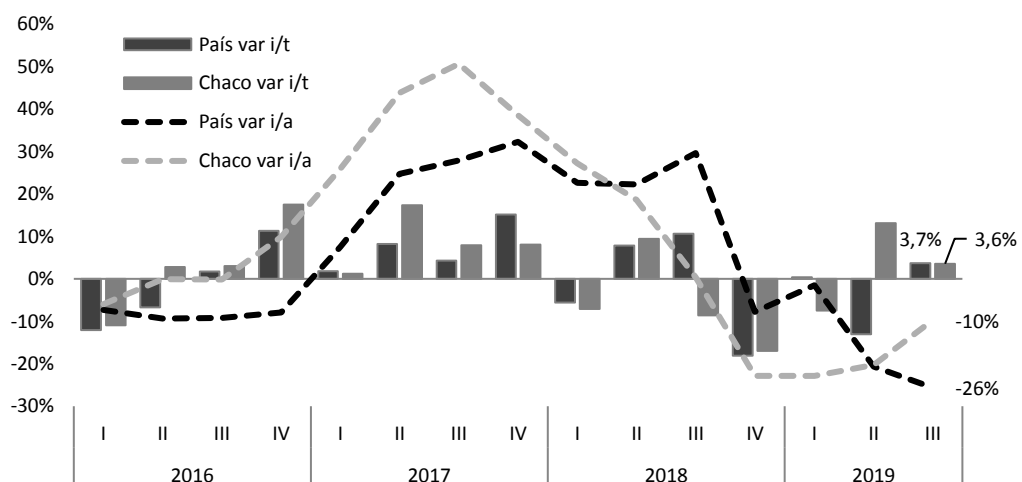 60%
50%
40%
30%
20%
10%
0%
-10%
-20%
-30%
País var i/t
Chaco var i/t
País var i/a
Chaco var i/a
3,7%
3,6%
-10%
-26%
I II III IV I II III IV I II III IV I II III
2016 2017 2018 2019